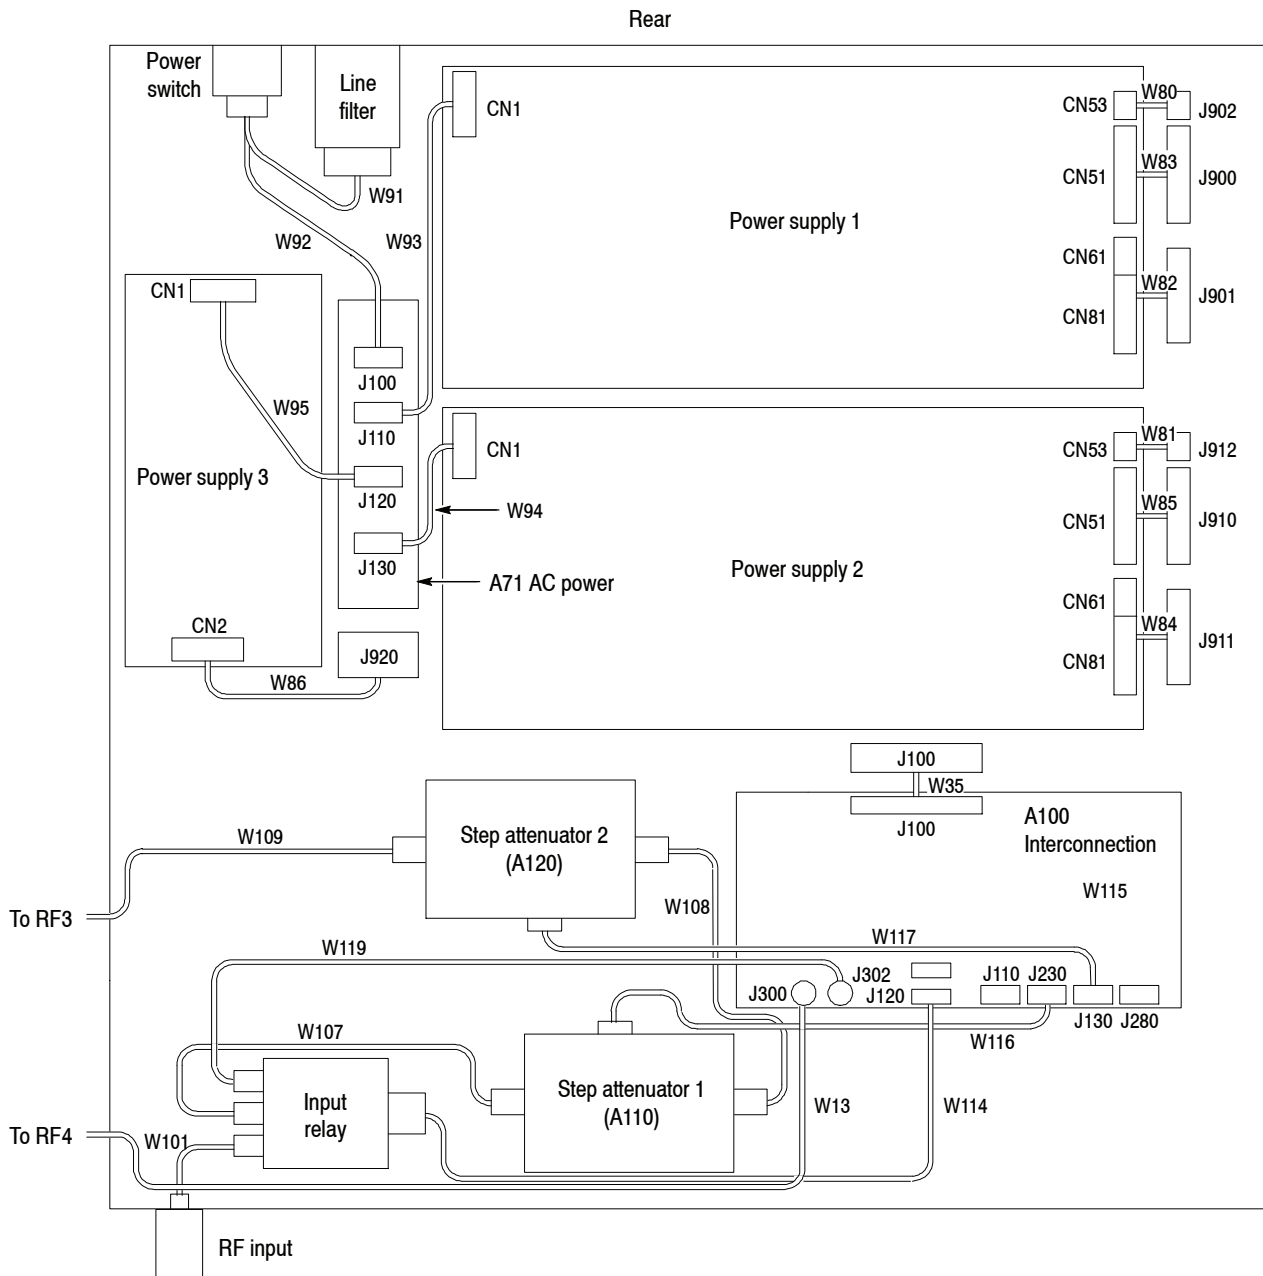 Rear
Power
switch
Line
filter
W91
W92
W93
CN1
Power supply 1
CN53
W80
J902
CN51
W83
J900
CN61
W82
J901
CN81
CN1
W95
Power supply 3
J100
J110
J120
J130
CN1
W94
A71 AC power
Power supply 2
CN53
W81
J912
CN51
W85
J910
CN61
W84
J911
CN81
CN2
J920
W86
J100
W35
J100
A100
Interconnection
W115
W109
Step attenuator 2
(A120)
W108
To RF3
W119
W117
J300
J302
J120
J110
J230
J130
J280
W116
W107
Input
relay
Step attenuator 1
(A110)
W13
W114
To RF4
W101
RF input